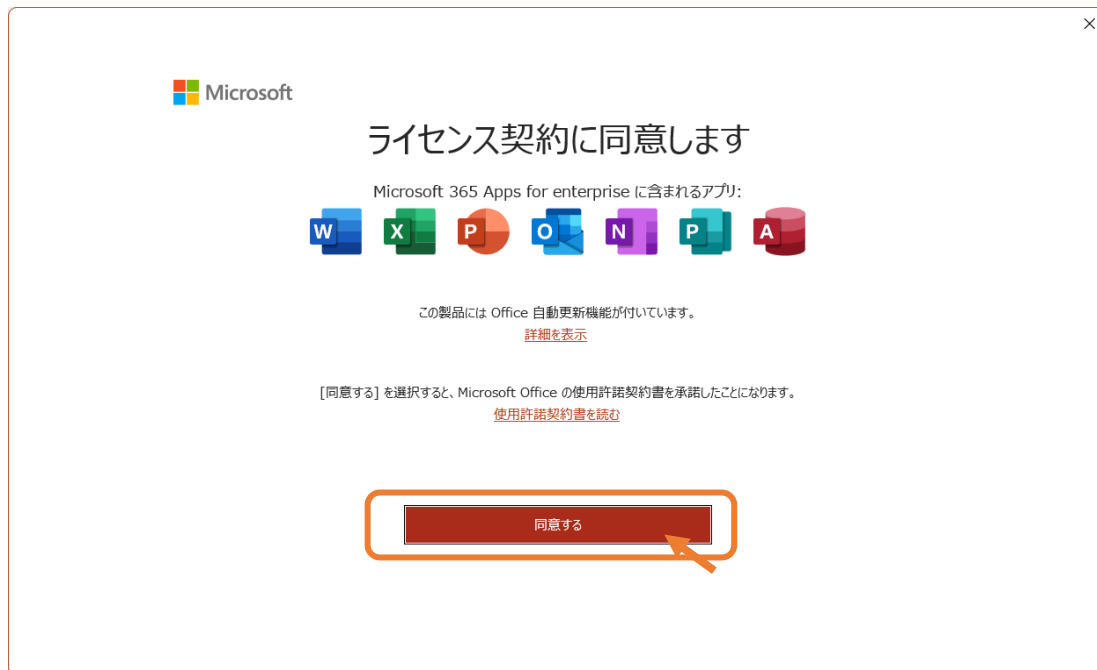 Microsoft
ライセンス契約に同意します
Microsoft 365 Apps for enterprise に含まれるアプリ:
W X P O N P A
この製品には Office 自動更新機能が付いています。
詳細を表示
[同意する] を選択すると、Microsoft Office の使用許諾契約書を承諾したことになります。
使用許諾契約書を読む
同意する